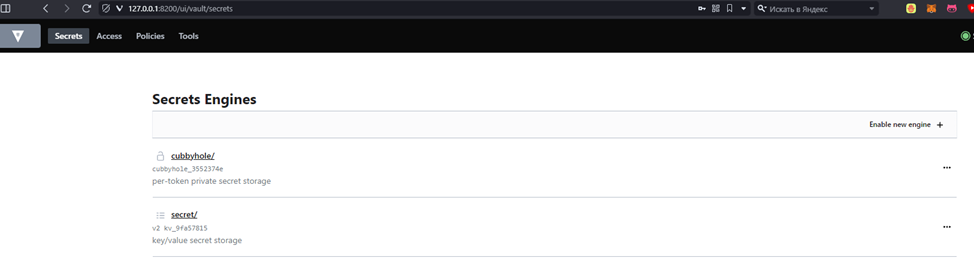 127.0.0.1:8200/ui/vault/secrets
Искать в Яндекс
Secrets Access Policies Tools
Secrets Engines
Enable new engine +
cubbyhole/
cubbyhole_3552374e
per-token private secret storage
secret/
v2 kv_9fa57815
key/value secret storage